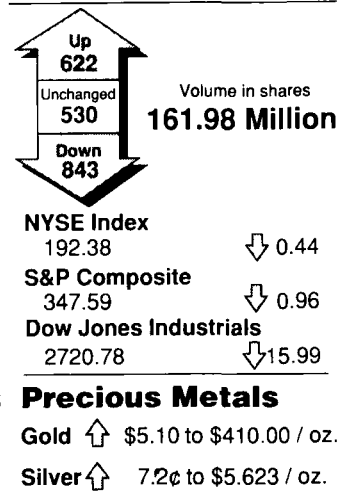 Up
622
Unchanged
530
Down
843
Volume in shares
161.98 Million
NYSE Index
192.38 0.44
S&P Composite
347.59 0.96
Dow Jones Industrials
2720.78 15.99
Precious Metals
Gold $5.10 to $410.00 / oz.
Silver 7.2¢ to $5.623 / oz.